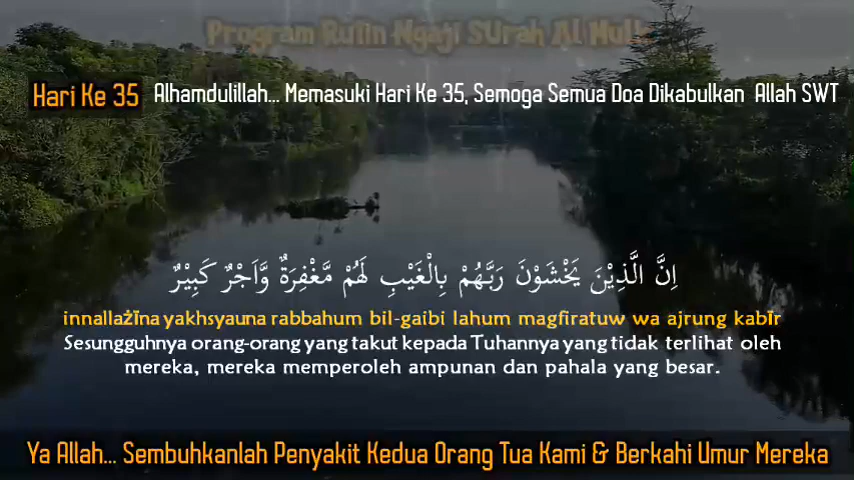 Program Rutin Ngaji SUrah Al Mulk
Hari Ke 35
Alhamdulillah... Memasuki Hari Ke 35, Semoga Semua Doa Dikabulkan Allah SWT
اِنَّ الَّذِيْنَ يَخْشَوْنَ رَبَّهُمْ بِالْغَيْبِ لَهُمْ مَّغْفِرَةٌ وَّاَجْرٌ كَبِيْرٌ
innallażīna yakhsyauna rabbahum bil-gaibi lahum magfiratuw wa ajrung kabīr
Sesungguhnya orang-orang yang takut kepada Tuhannya yang tidak terlihat oleh
mereka, mereka memperoleh ampunan dan pahala yang besar.
Ya Allah... Sembuhkanlah Penyakit Kedua Orang Tua Kami & Berkahi Umur Mereka